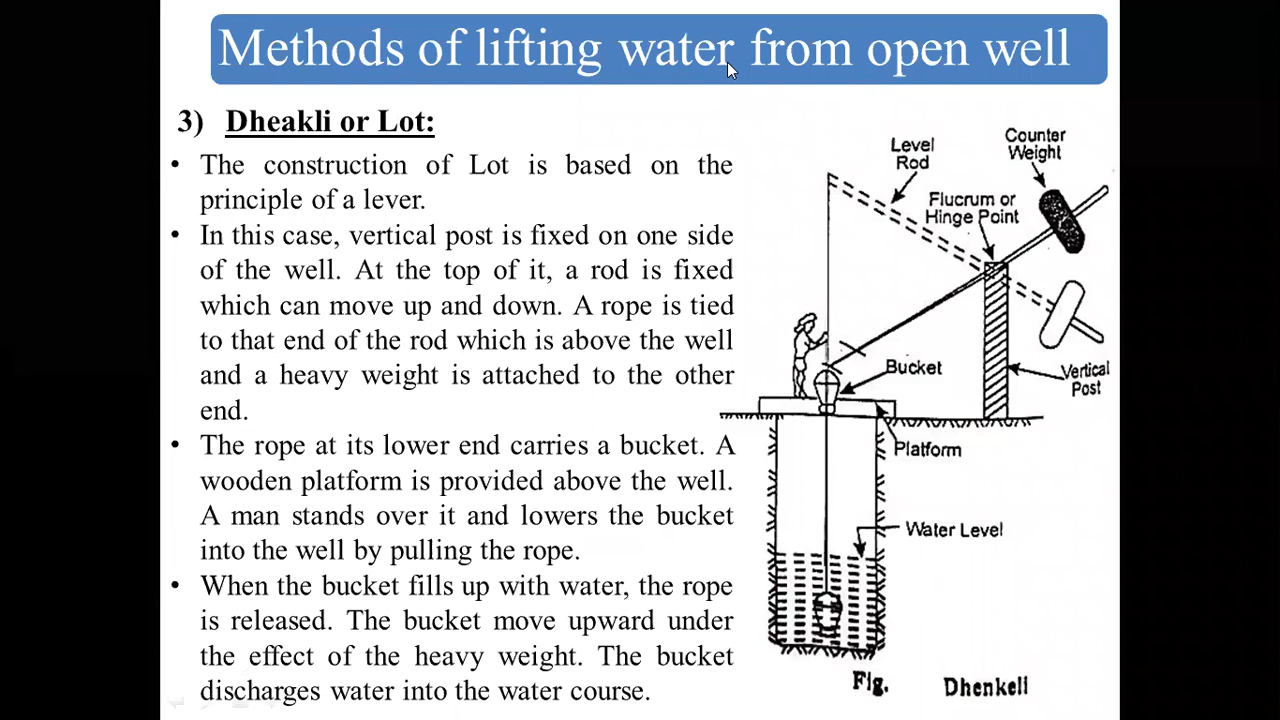 Methods of lifting water from open well
3) Dheakli or Lot:
• The construction of Lot is based on the
principle of a lever.
• In this case, vertical post is fixed on one side
of the well. At the top of it, a rod is fixed
which can move up and down. A rope is tied
to that end of the rod which is above the well
and a heavy weight is attached to the other
end.
• The rope at its lower end carries a bucket. A
wooden platform is provided above the well.
A man stands over it and lowers the bucket
into the well by pulling the rope.
• When the bucket fills up with water, the rope
is released. The bucket move upward under
the effect of the heavy weight. The bucket
discharges water into the water course.
Level
Rod
Counter
Weight
Flucrum or
Hinge Point
Bucket
Vertical
Post
Platform
Water Level
Fig. Dhenkeli